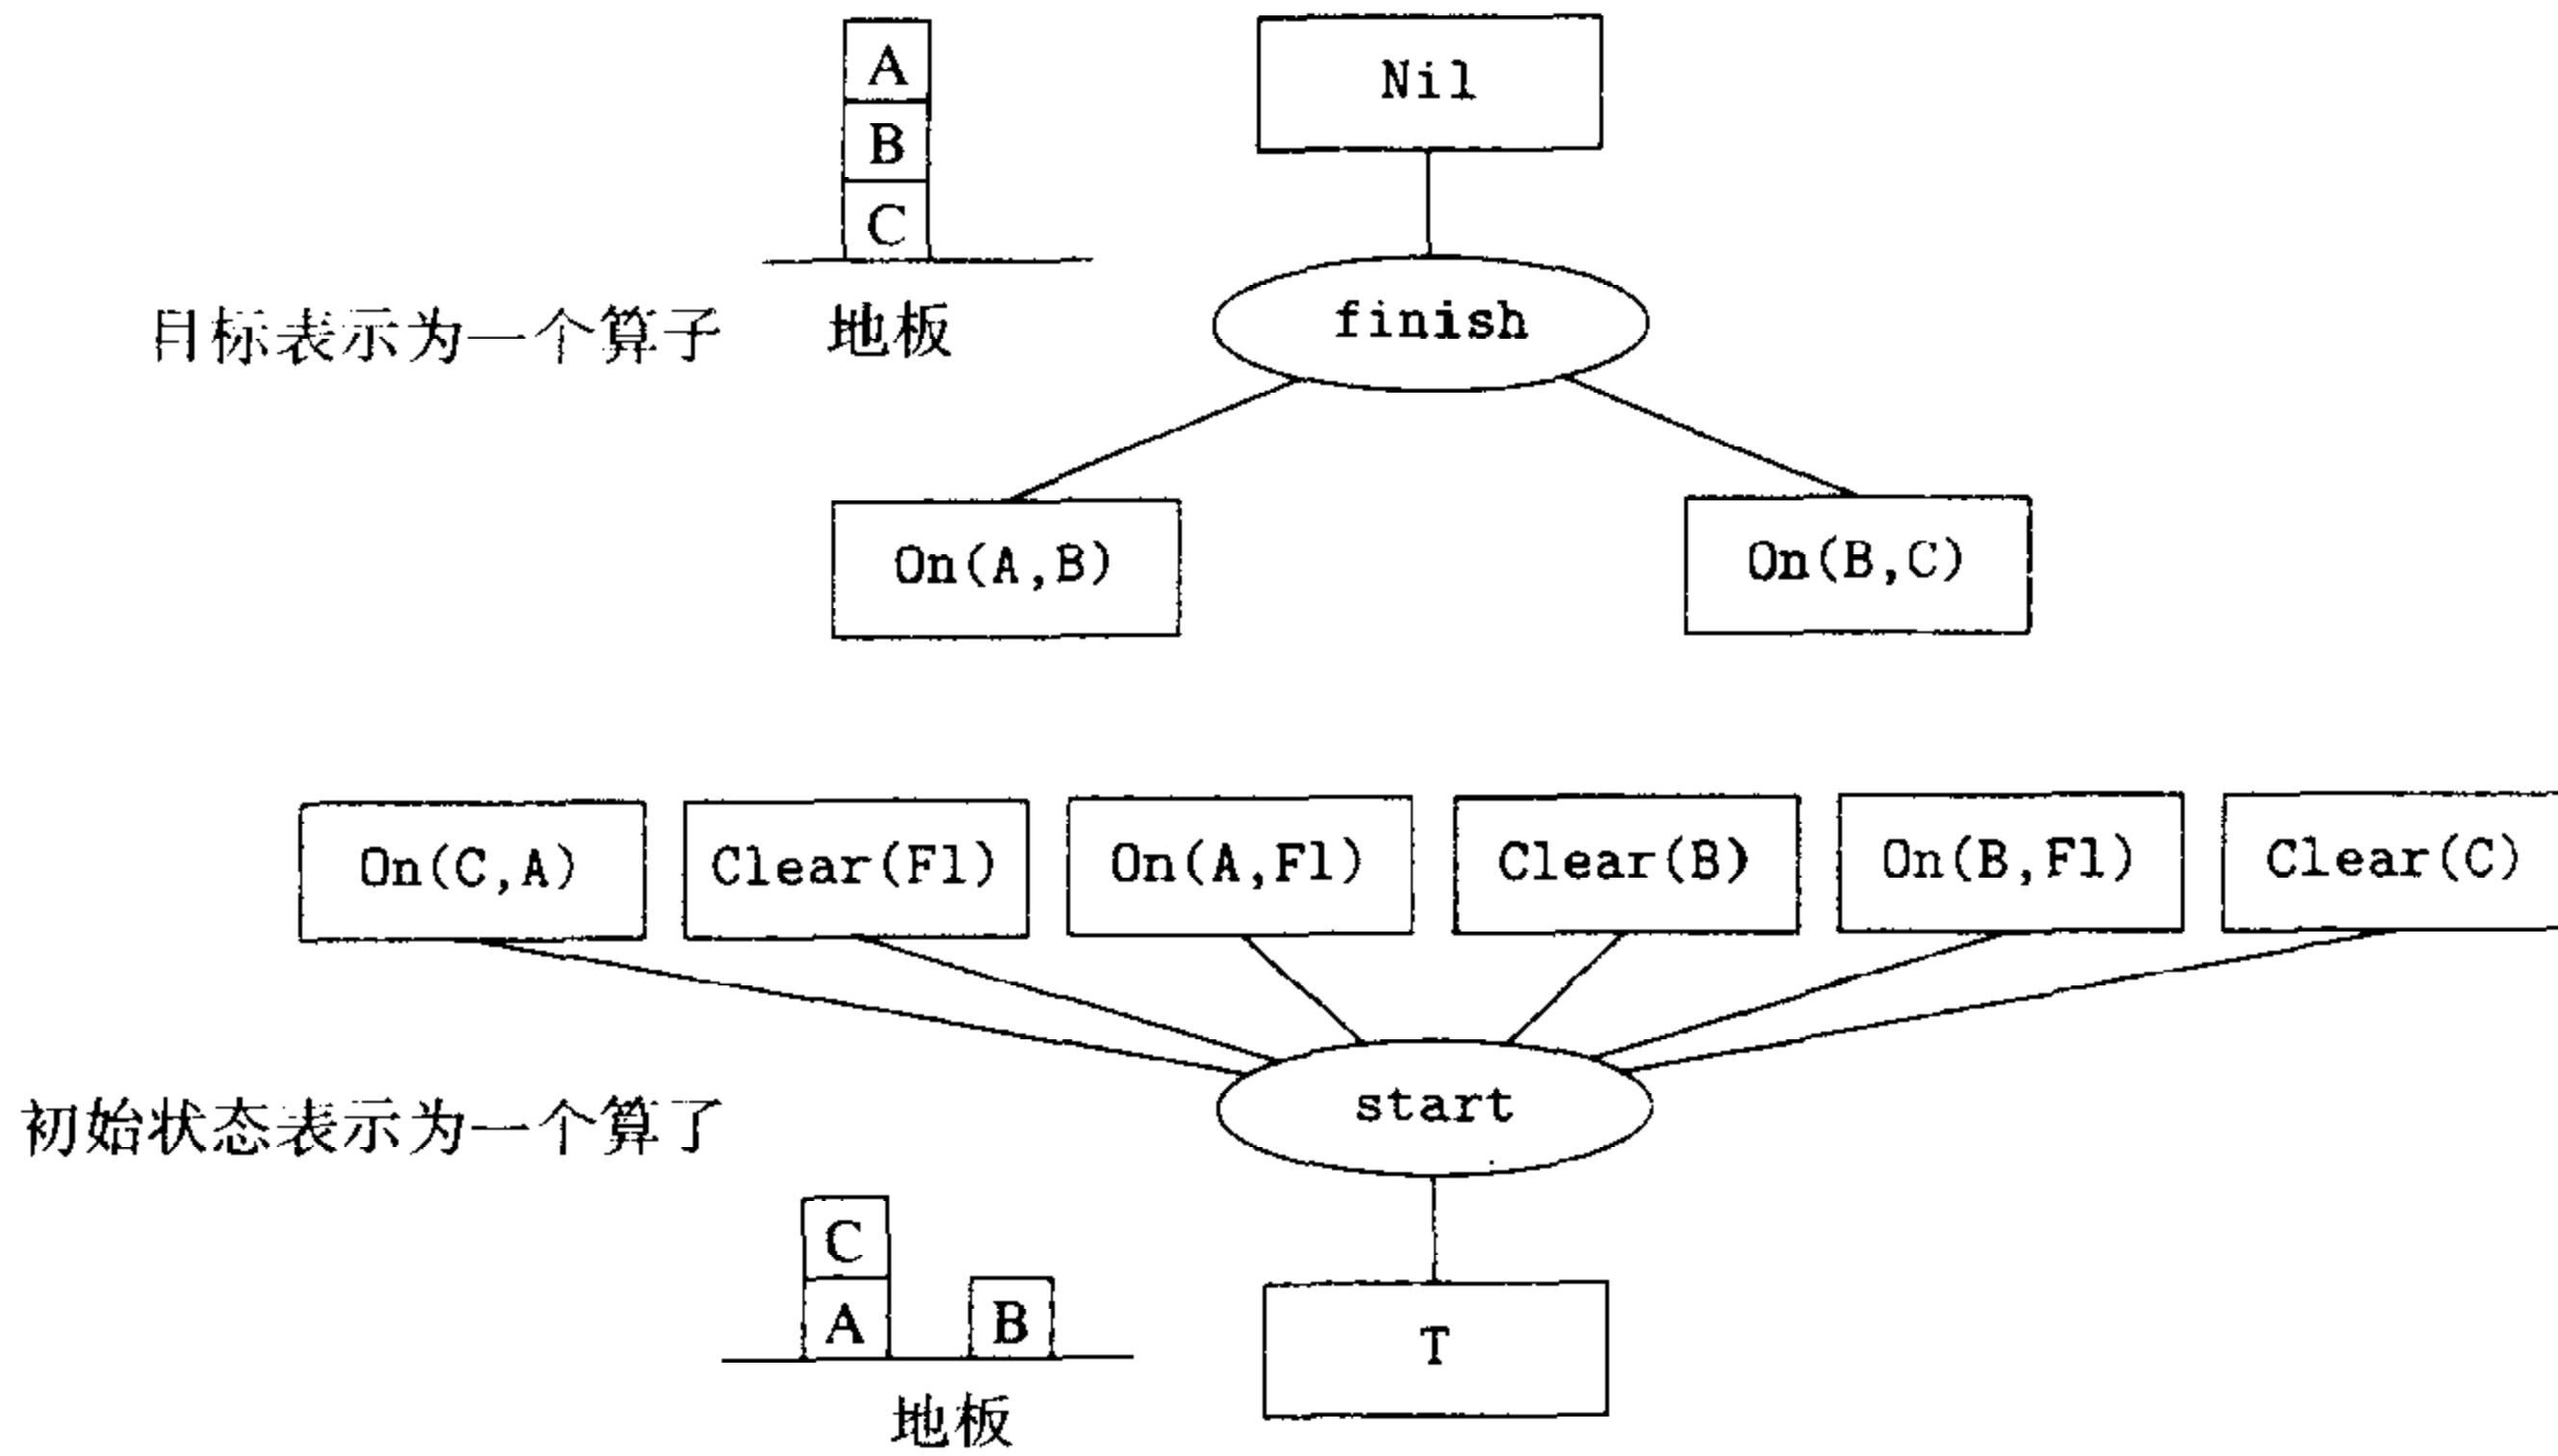 A
Nil
B
C
finish
目标表示为一个算子
地板
On(A,B)
On(B,C)
On(C,A)
Clear(Fl)
On(A,Fl)
Clear(B)
On(B,Fl)
Clear(C)
start
初始状态表示为一个算了
C
A
B
T
地板